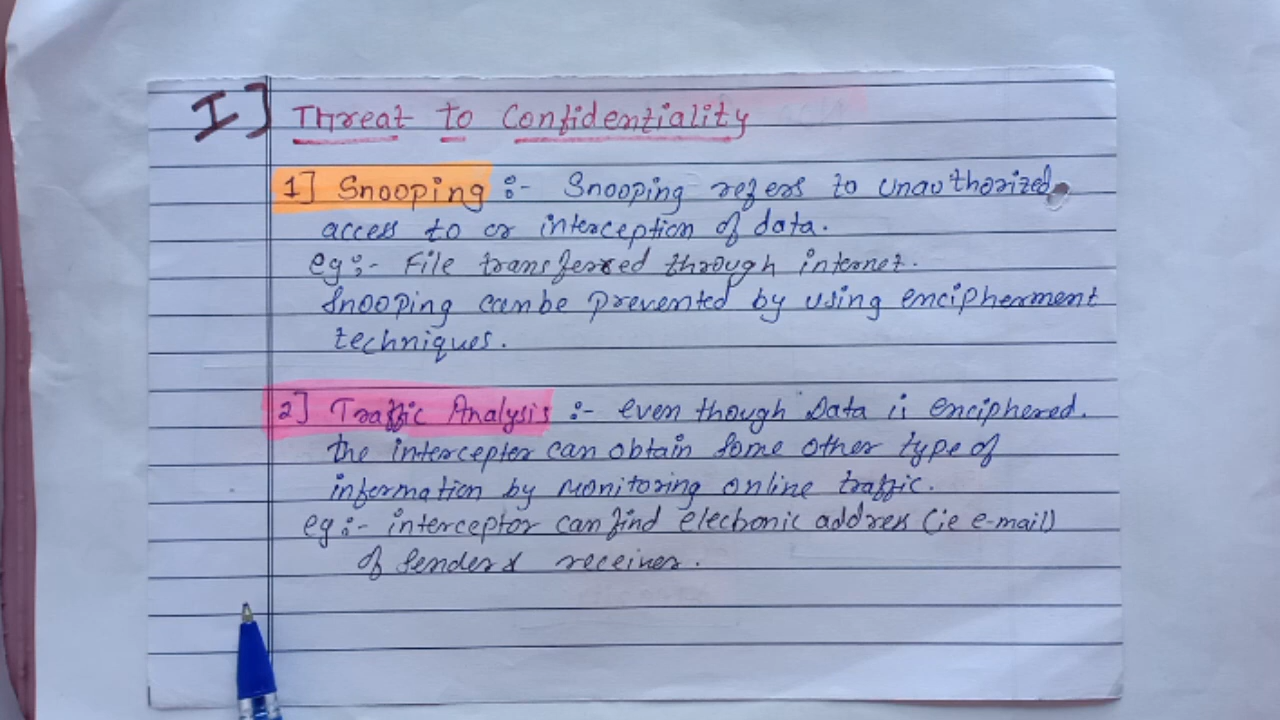 I] Threat to Confidentiality
1] Snooping :- Snooping refers to unauthorized
access to or interception of data.
eg :- File transferred through internet.
Snooping canbe prevented by using encipherment
techniques.
2] Traffic Analysis :- even though Data is enciphered.
the intercepter can obtain some other type of
information by monitoring online traffic.
eg :- interceptor can find electronic address (ie e-mail)
of sender & receiver.